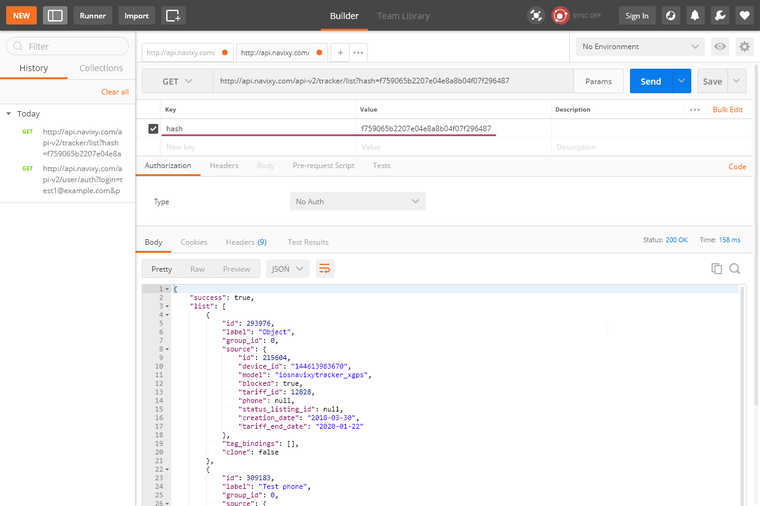 NEW
Runner
Import
Builder
Team Library
SYNC OFF
Sign In
Filter
History
Collections
Clear all
Today
GET http://api.navixy.com/a
pi-v2/tracker/list?hash
=f759065b2207e04e8a
GET http://api.navixy.com/a
pi-v2/user/auth?login=t
est1@example.com&p
http://api.navixy.com/
http://api.navixy.com/
No Environment
GET
http://api.navixy.com/api-v2/tracker/list?hash=f759065b2207e04e8a8b04f07f296487
Params
Send
Save
Key
Value
Description
Bulk Edit
hash
f759065b2207e04e8a8b04f07f296487
New key
Value
Description
Authorization
Headers
Body
Pre-request Script
Tests
Code
Type
No Auth
Body
Cookies
Headers (9)
Test Results
Status: 200 OK
Time: 158 ms
Pretty
Raw
Preview
JSON
1 {
2 "success": true,
3 "list": [
4 {
5 "id": 293976,
6 "label": "Object",
7 "group_id": 0,
8 "source": {
9 "id": 215604,
10 "device_id": "144613983670",
11 "model": "iosnavixytracker_xgps",
12 "blocked": true,
13 "tariff_id": 12828,
14 "phone": null,
15 "status_listing_id": null,
16 "creation_date": "2018-03-30",
17 "tariff_end_date": "2020-01-22"
18 },
19 "tag_bindings": [],
20 "clone": false
21 },
22 {
23 "id": 309183,
24 "label": "Test phone",
25 "group_id": 0,
26 "source": {